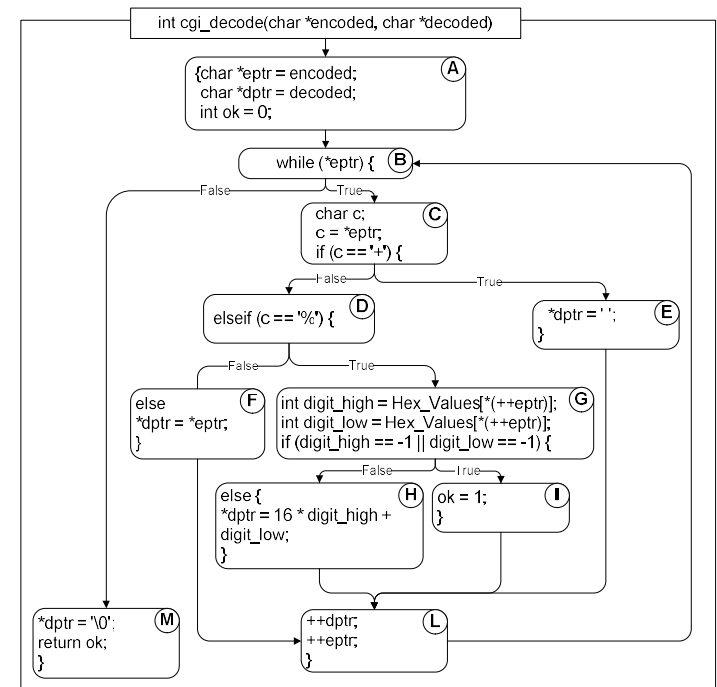 int cgi_decode(char *encoded, char *decoded)
A
{char *eptr = encoded;
char *dptr = decoded;
int ok = 0;
B
while (*eptr) {
False
True
C
char c;
c = *eptr;
if (c == '+') {
False
True
D
elseif (c == '%') {
E
*dptr = ' ';
}
False
True
F
else
*dptr = *eptr;
}
G
int digit_high = Hex_Values[*(++eptr)];
int digit_low = Hex_Values[*(++eptr)];
if (digit_high == -1 || digit_low == -1) {
False
True
H
else {
*dptr = 16 * digit_high +
digit_low;
}
I
ok = 1;
}
M
*dptr = '\0';
return ok;
}
L
++dptr;
++eptr;
}